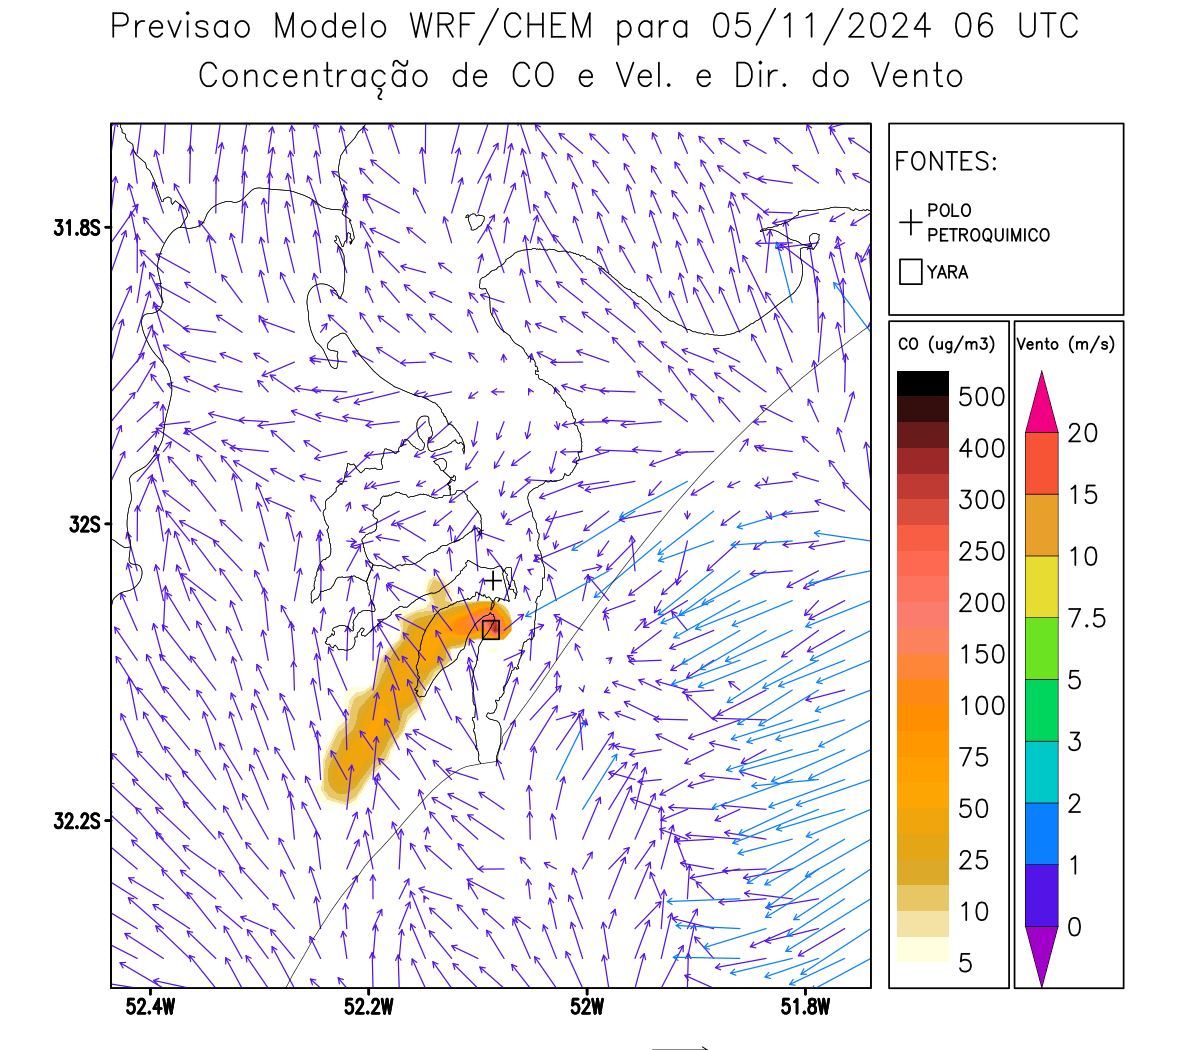 Previsao Modelo WRF/CHEM para 05/11/2024 06 UTC
Concentração de CO e Vel. e Dir. do Vento
FONTES:
POLO
PETROQUIMICO
YARA
CO (ug/m3)
500
400
300
250
200
150
100
75
50
25
10
5
Vento (m/s)
20
15
10
7.5
5
3
2
1
0
31.8S
32S
32.2S
52.4W
52.2W
52W
51.8W